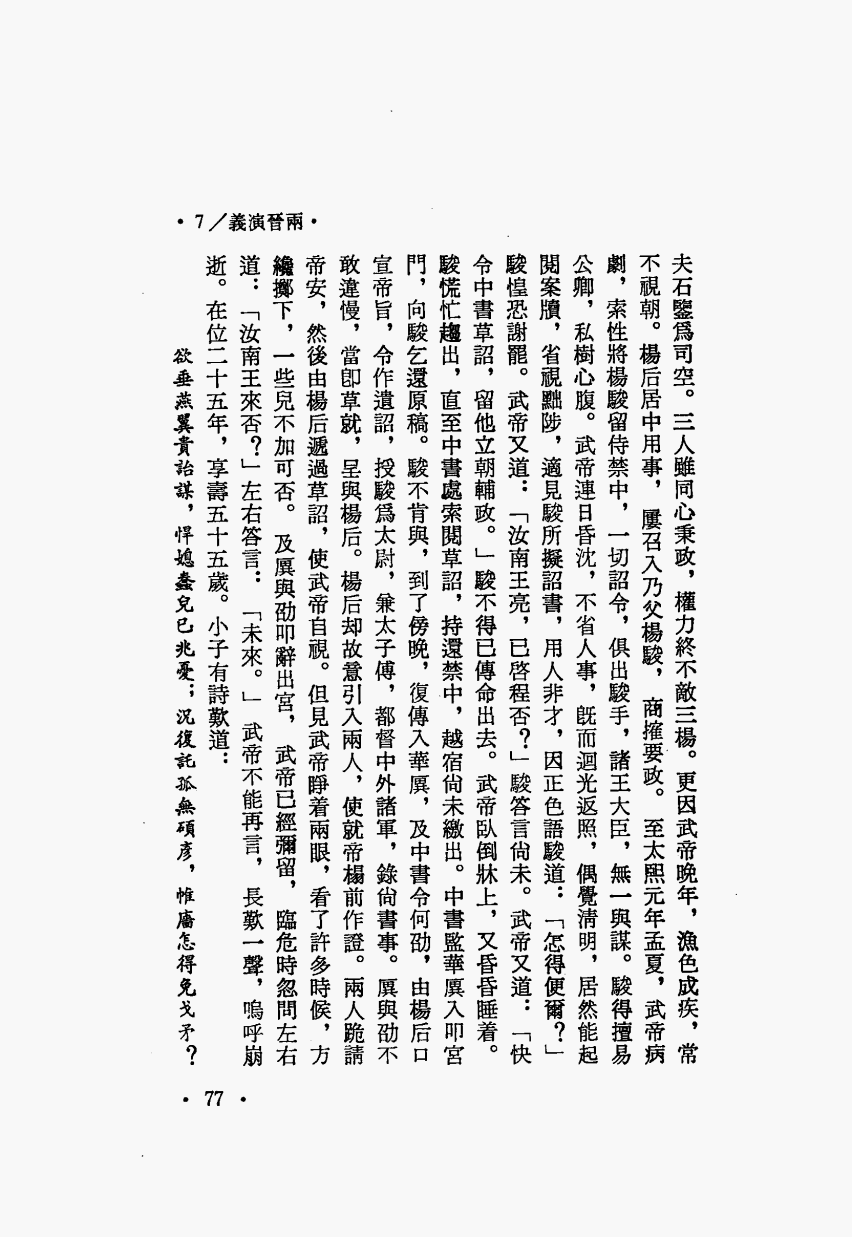 ・7／義演晉兩・
夫石鑒爲司空。三人雖同心秉政，權力終不敵三楊。更因武帝晚年，漁色成疾，常
不視朝。楊后居中用事，屢召入乃父楊駿，商搉要政。至太熙元年孟夏，武帝病
劇，索性將楊駿留侍禁中，一切詔令，俱出駿手，諸王大臣，無一與謀。駿得擅易
公卿，私樹心腹。武帝連日昏沈，不省人事，旣而迴光返照，偶覺淸明，居然能起
閱案牘，省視黜陟，適見駿所擬詔書，用人非才，因正色語駿道：「怎得便爾？」
駿惶恐謝罷。武帝又道：「汝南王亮，已啓程否？」駿答言尙未。武帝又道：「快
令中書草詔，留他立朝輔政。」駿不得已傳命出去。武帝臥倒牀上，又昏昏睡着。
駿慌忙趨出，直至中書處索閱草詔，持還禁中，越宿尙未繳出。中書監華廙入叩宮
門，向駿乞還原稿。駿不肯與，到了傍晚，復傳入華廙，及中書令何劭，由楊后口
宣帝旨，令作遺詔，授駿爲太尉，兼太子傅，都督中外諸軍，錄尙書事。廙與劭不
敢違慢，當卽草就，呈與楊后。楊后却故意引入兩人，使就帝榻前作證。兩人跪請
帝安，然後由楊后遞過草詔，使武帝自視。但見武帝睜着兩眼，看了許多時候，方
纔擲下，一些兒不加可否。及廙與劭叩辭出宮，武帝已經彌留，臨危時忽問左右
道：「汝南王來否？」左右答言：「未來。」武帝不能再言，長歎一聲，嗚呼崩
逝。在位二十五年，享壽五十五歲。小子有詩歎道：
欲垂燕翼貴詒謀，悍媳蠢兒已兆憂；況復託孤無碩彥，帷廧怎得免戈矛？
・77・